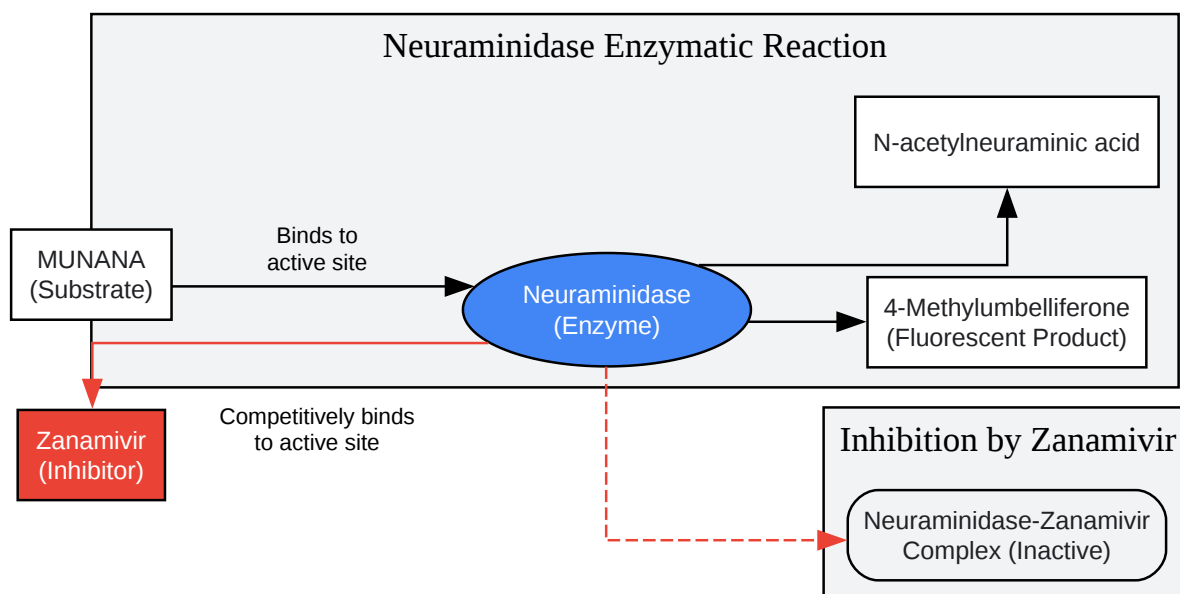 Neuraminidase Enzymatic Reaction
N-acetylneuraminic acid
MUNANA
(Substrate)
Binds to
active site
Neuraminidase
(Enzyme)
4-Methylumbelliferone
(Fluorescent Product)
Zanamivir
(Inhibitor)
Competitively binds
to active site
Inhibition by Zanamivir
Neuraminidase-Zanamivir
Complex (Inactive)